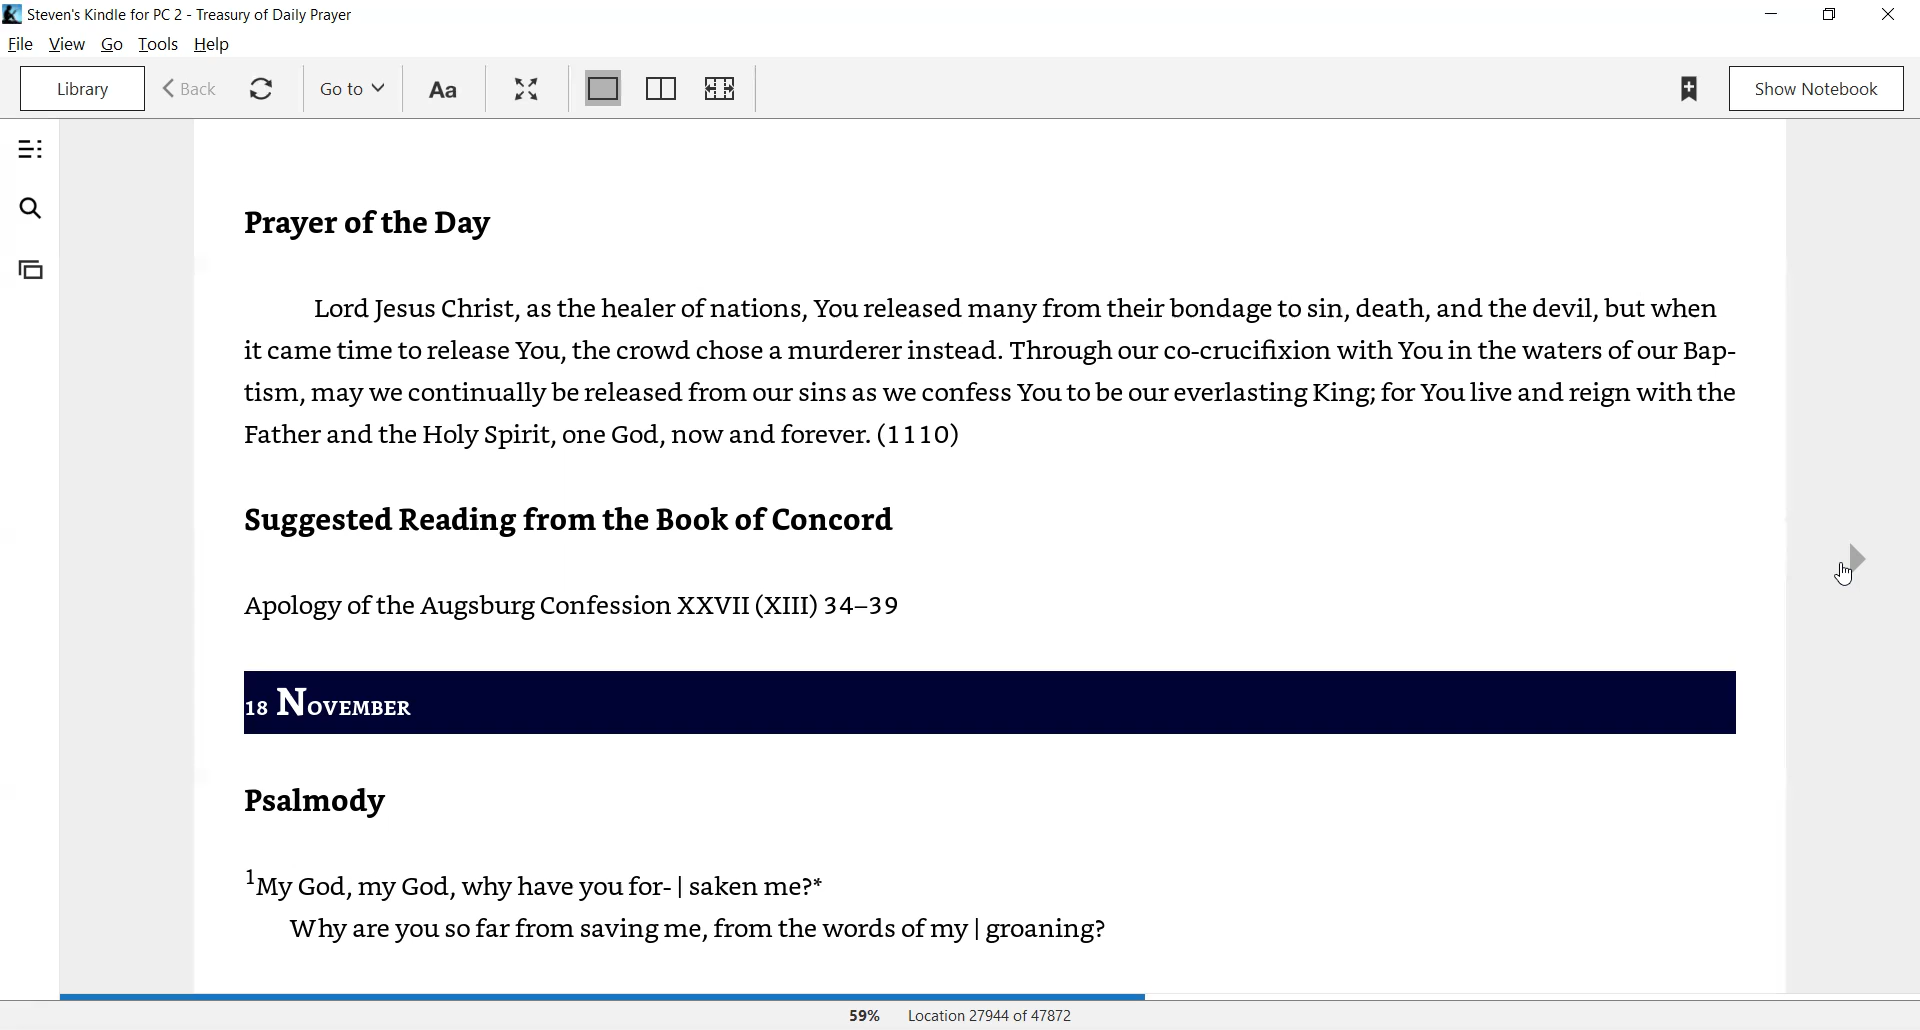 Steven's Kindle for PC 2 - Treasury of Daily Prayer
File View Go Tools Help
Library Back Go to Aa Show Notebook
Prayer of the Day
Lord Jesus Christ, as the healer of nations, You released many from their bondage to sin, death, and the devil, but when
it came time to release You, the crowd chose a murderer instead. Through our co-crucifixion with You in the waters of our Bap-
tism, may we continually be released from our sins as we confess You to be our everlasting King; for You live and reign with the
Father and the Holy Spirit, one God, now and forever. (1110)
Suggested Reading from the Book of Concord
Apology of the Augsburg Confession XXVII (XIII) 34–39
18 NOVEMBER
Psalmody
1My God, my God, why have you for- | saken me?*
Why are you so far from saving me, from the words of my | groaning?
59% Location 27944 of 47872